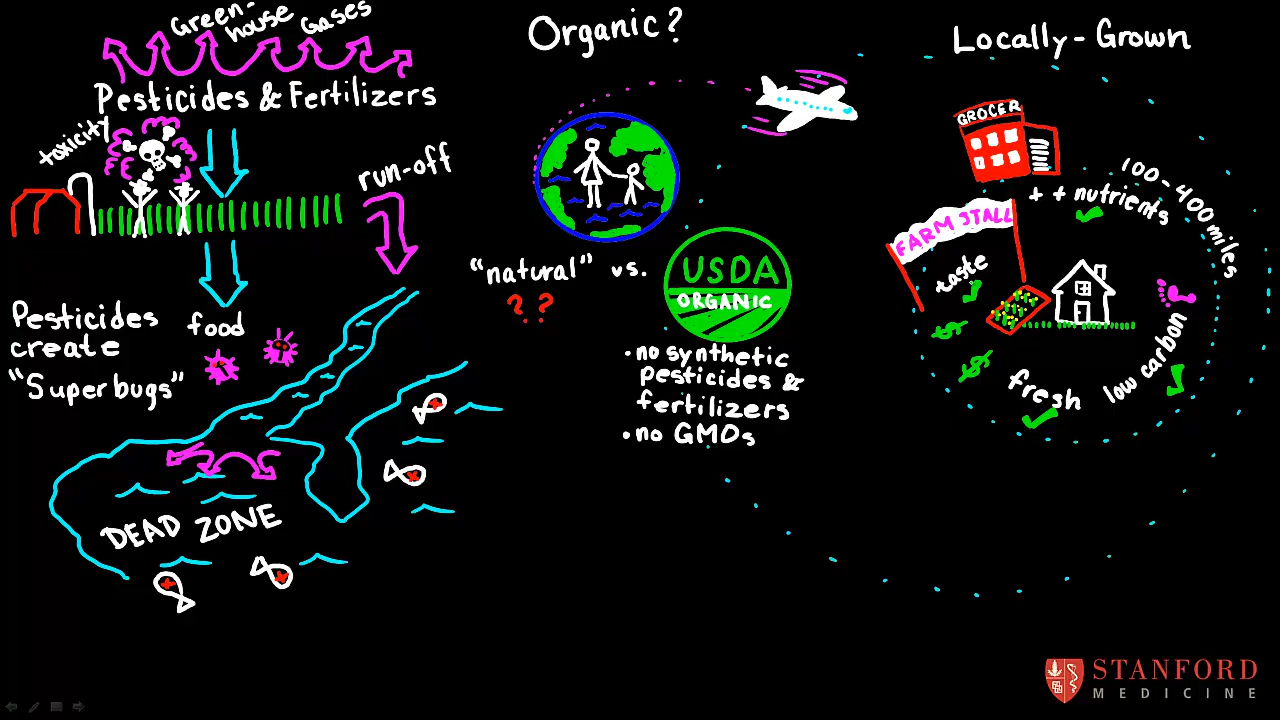 Green-
house
Gases
Pesticides & Fertilizers
toxicity
run-off
food
Pesticides
create
"Superbugs"
DEAD ZONE
Organic?
"natural" vs.
? ?
USDA
ORGANIC
• no synthetic
pesticides &
fertilizers
• no GMOs
Locally-Grown
GROCER
100-400 miles
+ + nutrients
FARM STALL
taste
$
$
fresh
low carbon
STANFORD
MEDICINE